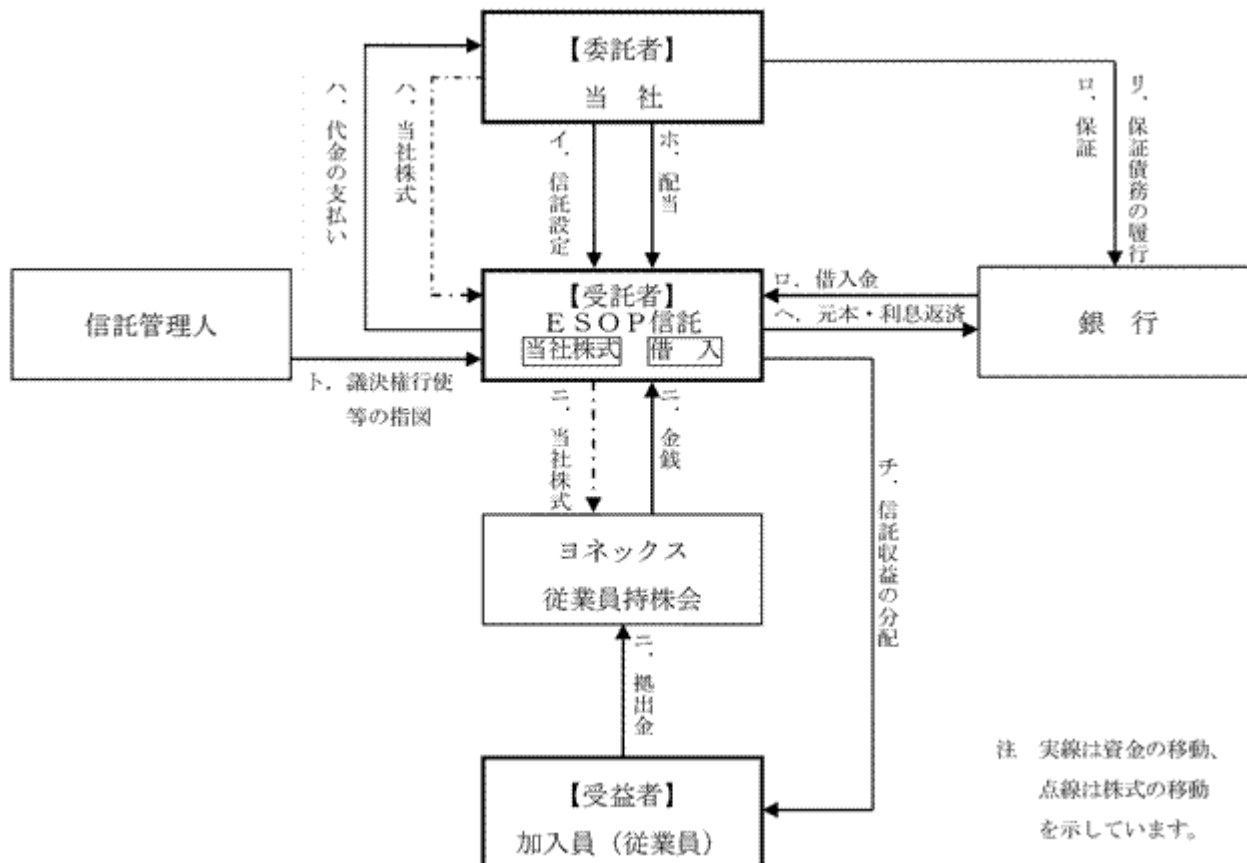 【委託者】
当　社
ハ．代金の支払い
ハ．当社株式
イ．信託設定
ホ．配当
ロ．保証
リ．保証債務の履行
信託管理人
【受託者】
ＥＳＯＰ信託
当社株式　借　入
ロ．借入金
ヘ．元本・利息返済
銀　行
ト．議決権行使
等の指図
ニ．当社株式
ニ．金銭
チ．信託収益の分配
ヨネックス
従業員持株会
ニ．拠出金
【受益者】
加入員（従業員）
注　実線は資金の移動、
点線は株式の移動
を示しています。